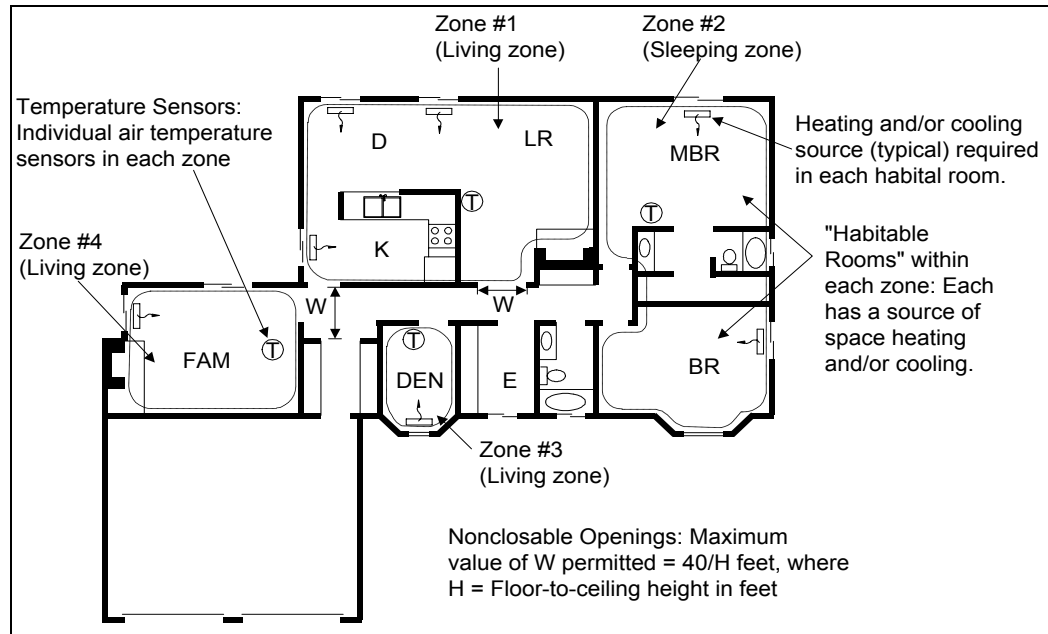 Zone #1
(Living zone)
Zone #2
(Sleeping zone)
Temperature Sensors:
Individual air temperature
sensors in each zone
Heating and/or cooling
source (typical) required
in each habital room.
D
LR
MBR
T
T
Zone #4
(Living zone)
K
"Habitable
Rooms" within
each zone: Each
has a source of
space heating
and/or cooling.
W
W
FAM
T
T
DEN
E
BR
Zone #3
(Living zone)
Nonclosable Openings: Maximum
value of W permitted = 40/H feet, where
H = Floor-to-ceiling height in feet